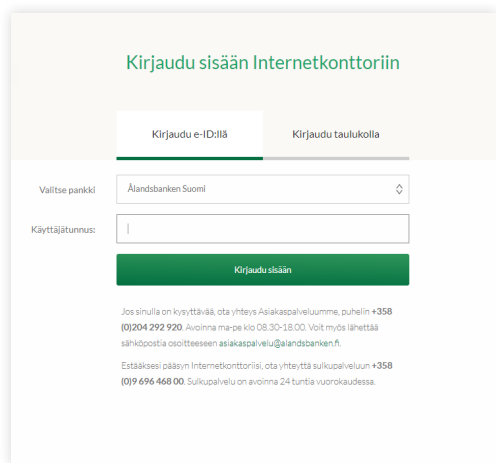 Kirjaudu sisään Internetkonttoriin
Kirjaudu e-ID:llä
Kirjaudu taulukolla
Valitse pankki
Ålandsbanken Suomi
Käyttäjätunnus:
Kirjaudu sisään
Jos sinulla on kysyttävää, ota yhteys Asiakaspalveluumme, puhelin +358
(0)204 292 920. Avoinna ma-pe klo 08.30-18.00. Voit myös lähettää
sähköpostia osoitteeseen asiakaspalvelu@alandsbanken.fi.
Estääksesi pääsyn Internetkonttoriisi, ota yhteyttä sulkupalveluun +358
(0)9 696 468 00. Sulkupalvelu on avoinna 24 tuntia vuorokaudessa.